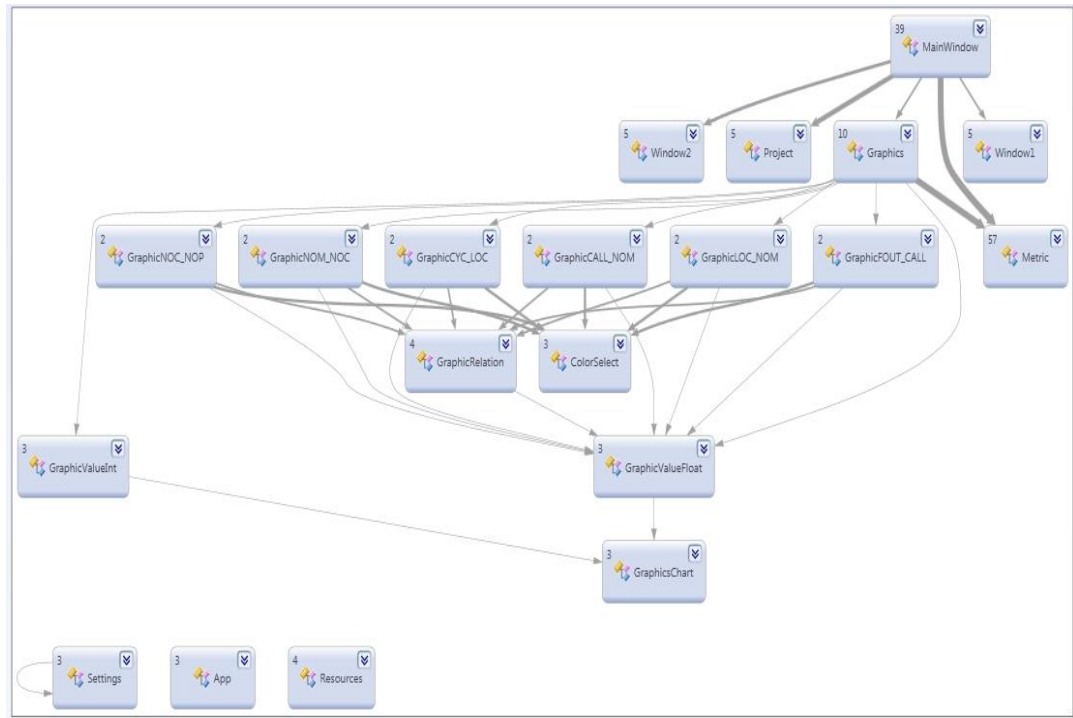 39
MainWindow
5
Window2
5
Project
10
Graphics
5
Window1
2
GraphicNOC_NOP
2
GraphicNOM_NOC
2
GraphicCYC_LOC
2
GraphicCALL_NOM
2
GraphicLOC_NOM
2
GraphicFOUT_CALL
57
Metric
4
GraphicRelation
3
ColorSelect
3
GraphicValueInt
3
GraphicValueFloat
3
GraphicsChart
3
Settings
3
App
4
Resources